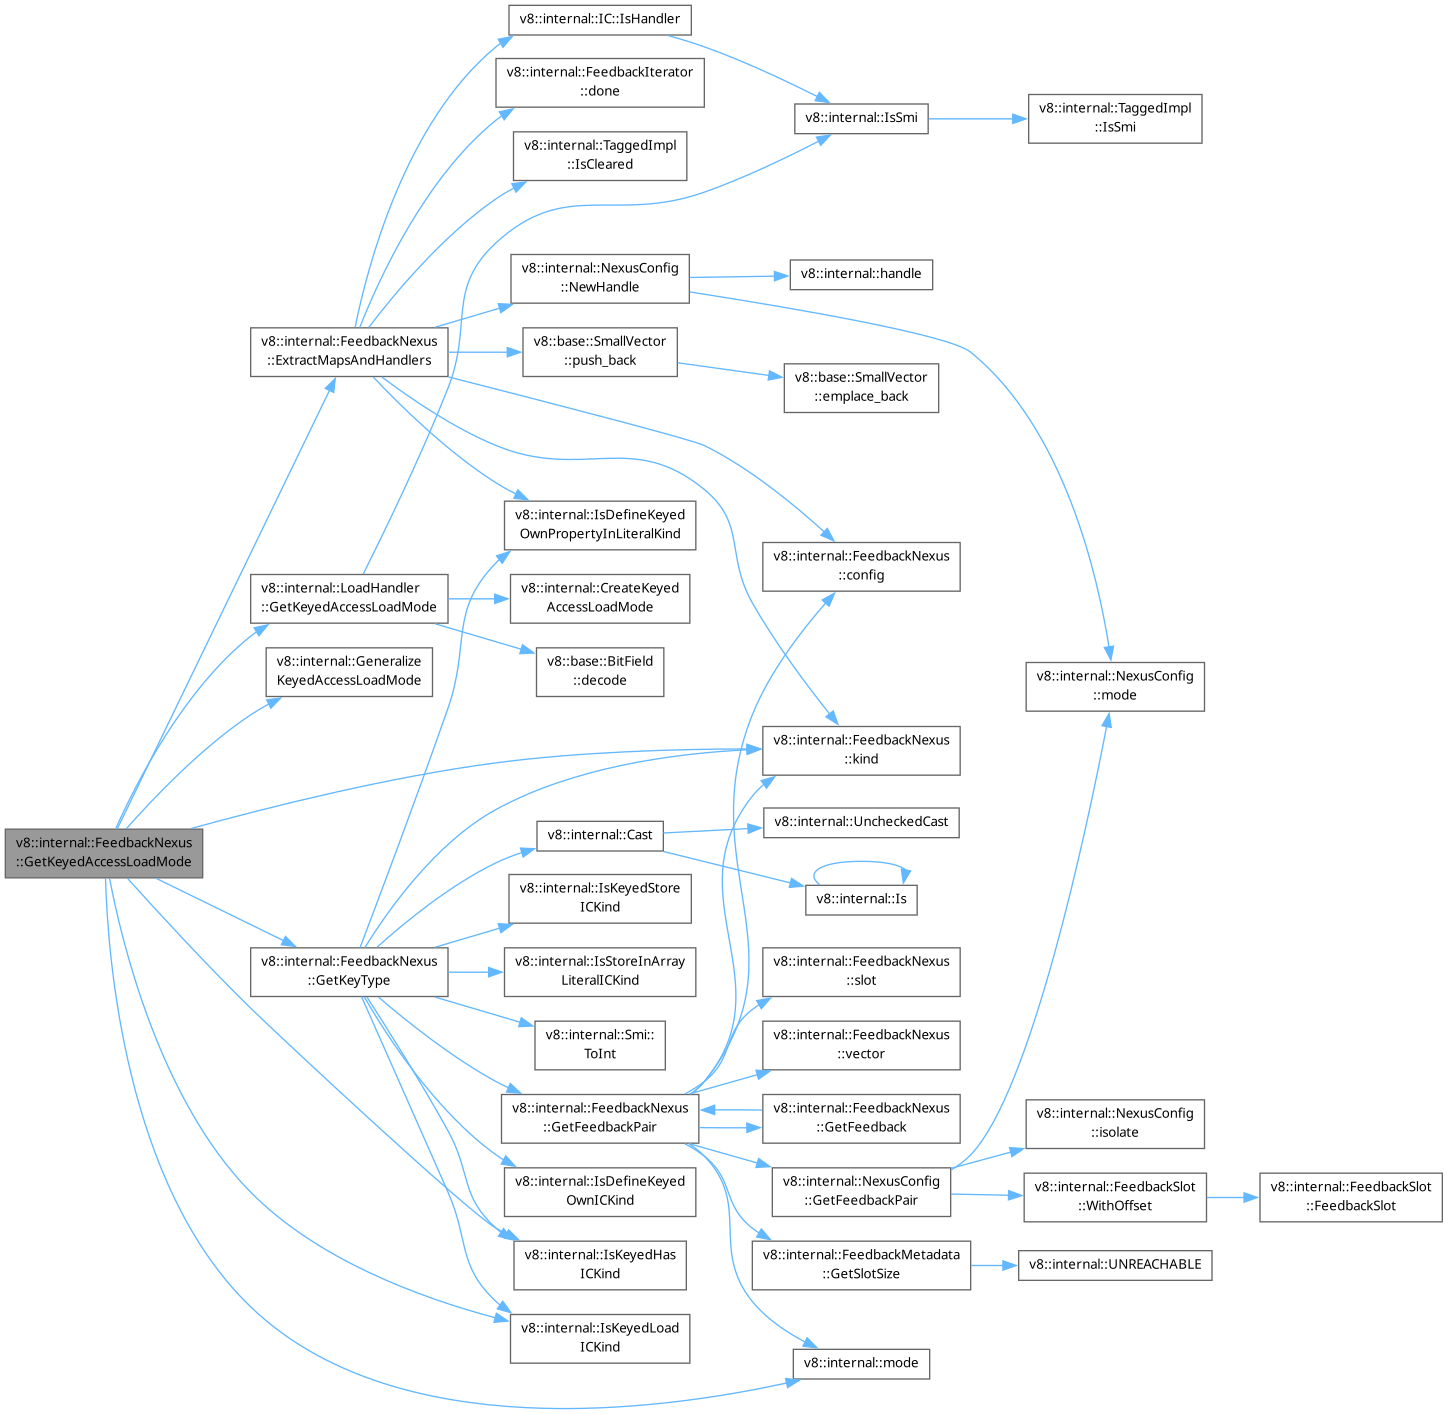 v8::internal::IC::IsHandler
v8::internal::FeedbackIterator
::done
v8::internal::IsSmi
v8::internal::TaggedImpl
::IsSmi
v8::internal::TaggedImpl
::IsCleared
v8::internal::NexusConfig
::NewHandle
v8::internal::handle
v8::internal::FeedbackNexus
::ExtractMapsAndHandlers
v8::base::SmallVector
::push_back
v8::base::SmallVector
::emplace_back
v8::internal::IsDefineKeyed
OwnPropertyInLiteralKind
v8::internal::FeedbackNexus
::config
v8::internal::LoadHandler
::GetKeyedAccessLoadMode
v8::internal::CreateKeyed
AccessLoadMode
v8::internal::Generalize
KeyedAccessLoadMode
v8::base::BitField
::decode
v8::internal::NexusConfig
::mode
v8::internal::FeedbackNexus
::kind
v8::internal::FeedbackNexus
::GetKeyedAccessLoadMode
v8::internal::Cast
v8::internal::UncheckedCast
v8::internal::IsKeyedStore
ICKind
v8::internal::Is
v8::internal::FeedbackNexus
::GetKeyType
v8::internal::IsStoreInArray
LiteralICKind
v8::internal::FeedbackNexus
::slot
v8::internal::Smi::
ToInt
v8::internal::FeedbackNexus
::vector
v8::internal::FeedbackNexus
::GetFeedbackPair
v8::internal::FeedbackNexus
::GetFeedback
v8::internal::NexusConfig
::isolate
v8::internal::IsDefineKeyed
OwnICKind
v8::internal::NexusConfig
::GetFeedbackPair
v8::internal::FeedbackSlot
::WithOffset
v8::internal::FeedbackSlot
::FeedbackSlot
v8::internal::IsKeyedHas
ICKind
v8::internal::FeedbackMetadata
::GetSlotSize
v8::internal::UNREACHABLE
v8::internal::IsKeyedLoad
ICKind
v8::internal::mode